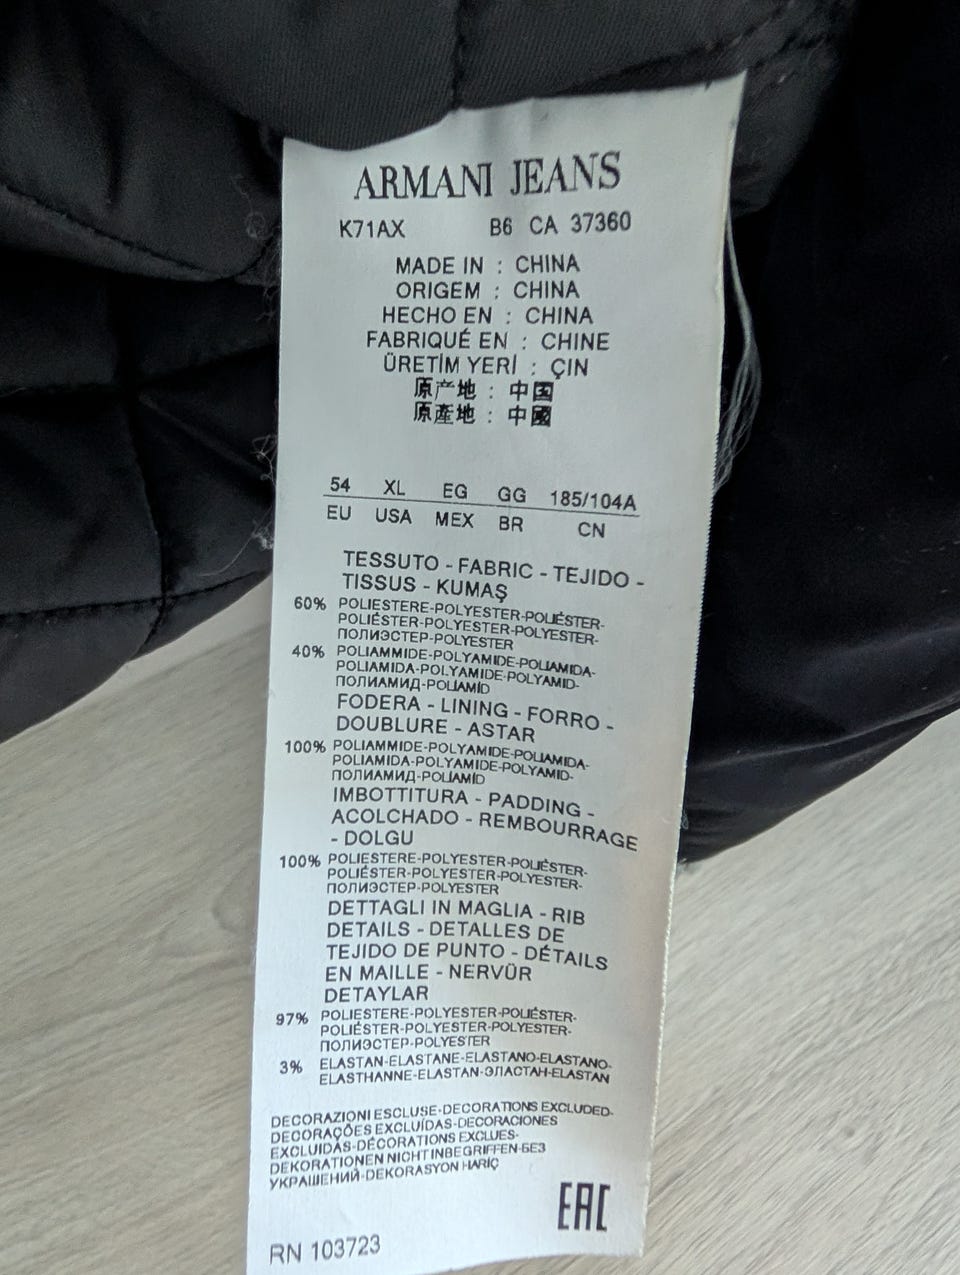 ARMANI JEANS
K71AX B6 CA 37360
MADE IN : CHINA
ORIGEM : CHINA
HECHO EN : CHINA
FABRIQUÉ EN : CHINE
ÜRETİM YERİ : ÇIN
原产地 : 中国
原產地 : 中國
54 XL EG GG 185/104A
EU USA MEX BR CN
TESSUTO - FABRIC - TEJIDO -
TISSUS - KUMAŞ
60% POLIESTERE-POLYESTER-POLIÉSTER-
POLIÉSTER-POLYESTER-POLYESTER-
ПОЛИЭСТЕР-POLYESTER
40% POLIAMMIDE-POLYAMIDE-POLIAMIDA-
POLIAMIDA-POLYAMIDE-POLYAMID-
ПОЛИАМИД-POLİAMİD
FODERA - LINING - FORRO -
DOUBLURE - ASTAR
100% POLIAMMIDE-POLYAMIDE-POLIAMIDA-
POLIAMIDA-POLYAMIDE-POLYAMID-
ПОЛИАМИД-POLİAMİD
IMBOTTITURA - PADDING -
ACOLCHADO - REMBOURRAGE
- DOLGU
100% POLIESTERE-POLYESTER-POLIÉSTER-
POLIÉSTER-POLYESTER-POLYESTER-
ПОЛИЭСТЕР-POLYESTER
DETTAGLI IN MAGLIA - RIB
DETAILS - DETALLES DE
TEJIDO DE PUNTO - DÉTAILS
EN MAILLE - NERVÜR
DETAYLAR
97% POLIESTERE-POLYESTER-POLIÉSTER-
POLIÉSTER-POLYESTER-POLYESTER-
ПОЛИЭСТЕР-POLYESTER
3% ELASTAN-ELASTANE-ELASTANO-ELASTANO-
ELASTHANNE-ELASTAN-ЭЛАСТАН-ELASTAN
DECORAZIONI ESCLUSE-DECORATIONS EXCLUDED-
DECORAÇÕES EXCLUÍDAS-DECORACIONES
EXCLUIDAS-DÉCORATIONS EXCLUES-
DEKORATIONEN NICHT INBEGRIFFEN-БЕЗ
УКРАШЕНИЙ-DEKORASYON HARİÇ
EAC
RN 103723